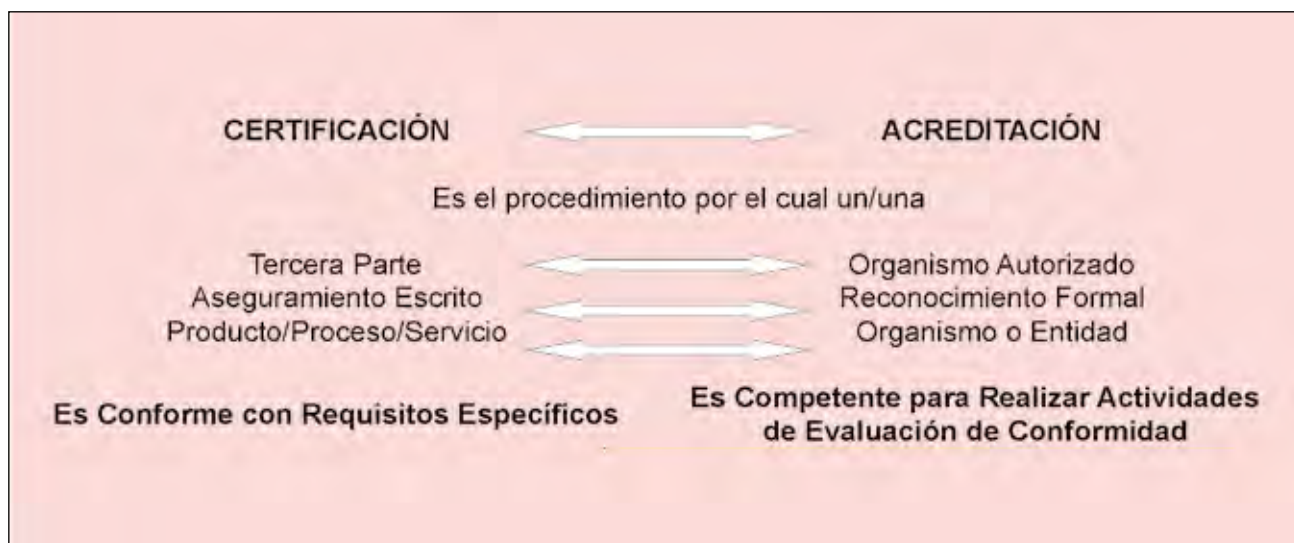 CERTIFICACIÓN ACREDITACIÓN
Es el procedimiento por el cual un/una
Tercera Parte Organismo Autorizado
Aseguramiento Escrito Reconocimiento Formal
Producto/Proceso/Servicio Organismo o Entidad
Es Conforme con Requisitos Específicos
Es Competente para Realizar Actividades
de Evaluación de Conformidad